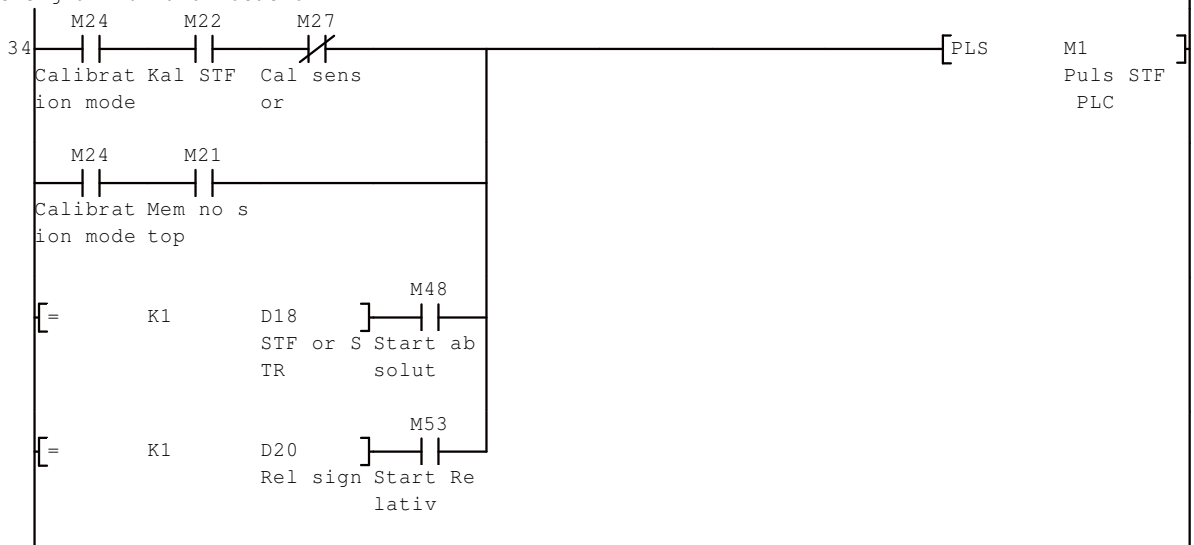 M24 M22 M27
34 PLS M1
Calibrat Kal STF Cal sens Puls STF
ion mode or PLC
M24 M21
Calibrat Mem no s
ion mode top
M48
= K1 D18
STF or S Start ab
TR solut
M53
= K1 D20
Rel sign Start Re
lativ